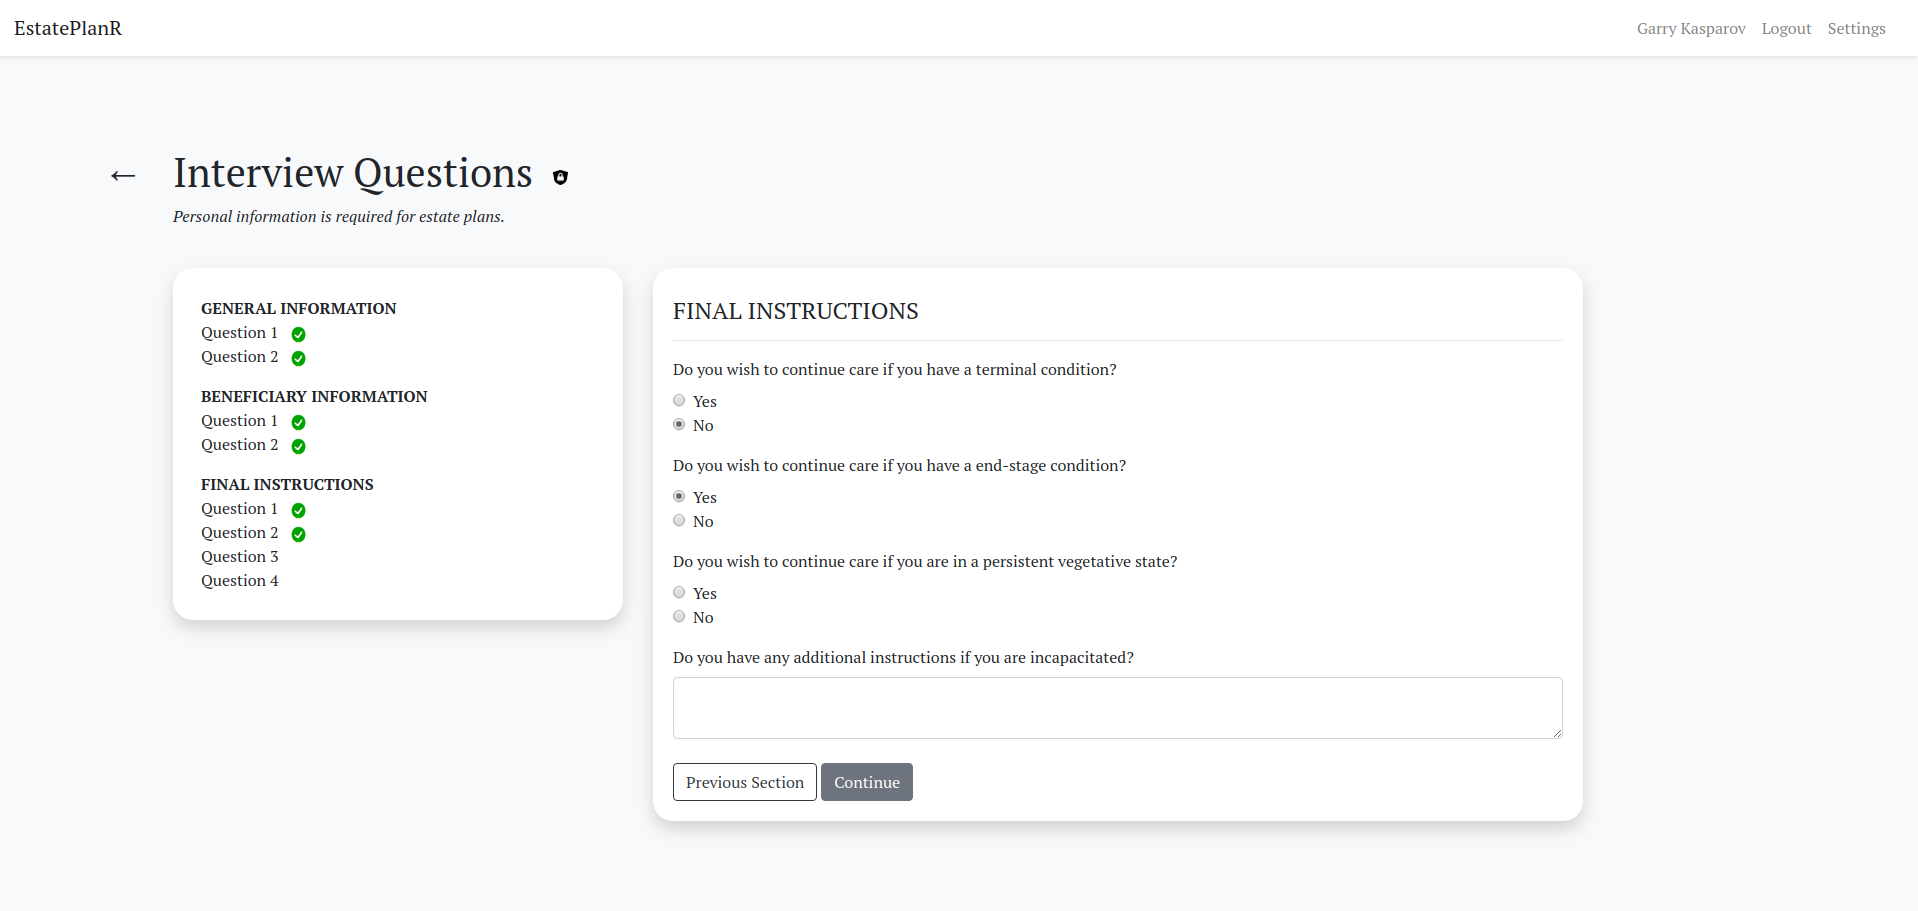 EstatePlanR
Garry Kasparov Logout Settings
← Interview Questions
Personal information is required for estate plans.
GENERAL INFORMATION
Question 1
Question 2
BENEFICIARY INFORMATION
Question 1
Question 2
FINAL INSTRUCTIONS
Question 1
Question 2
Question 3
Question 4
FINAL INSTRUCTIONS
Do you wish to continue care if you have a terminal condition?
Yes
No
Do you wish to continue care if you have a end-stage condition?
Yes
No
Do you wish to continue care if you are in a persistent vegetative state?
Yes
No
Do you have any additional instructions if you are incapacitated?
Previous Section Continue